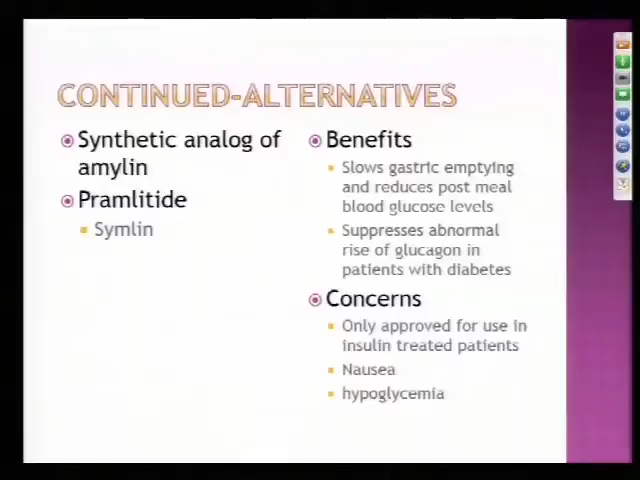 CONTINUED-ALTERNATIVES
Synthetic analog of
amylin
Pramlitide
Symlin
Benefits
Slows gastric emptying
and reduces post meal
blood glucose levels
Suppresses abnormal
rise of glucagon in
patients with diabetes
Concerns
Only approved for use in
insulin treated patients
Nausea
hypoglycemia